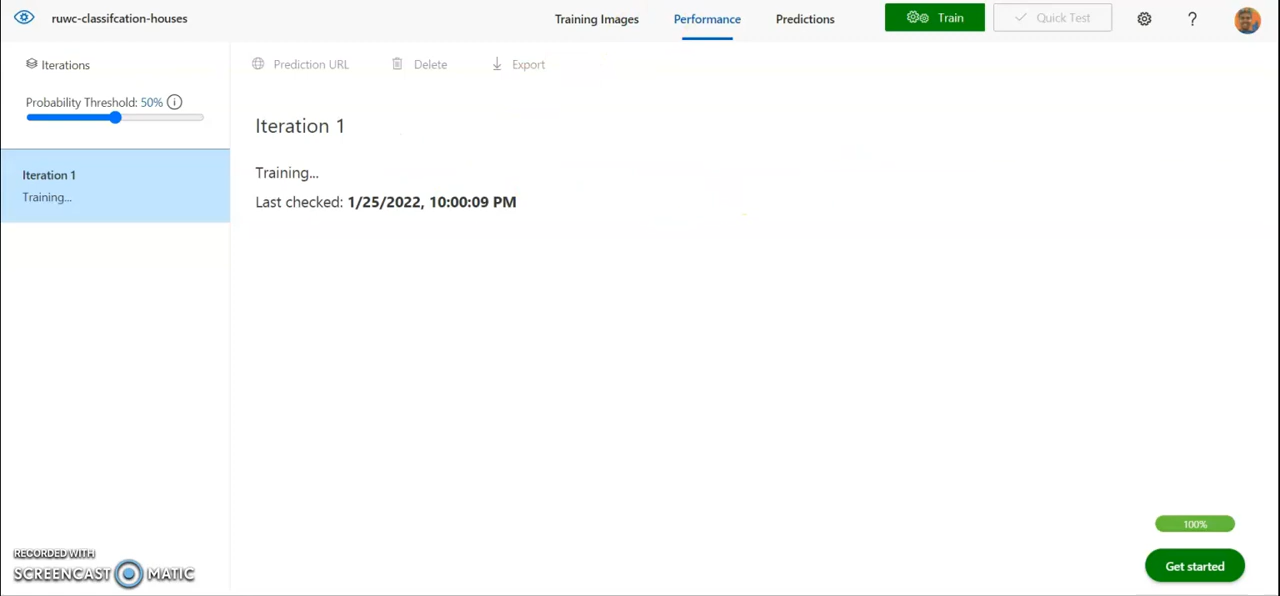 ruwc-classifcation-houses
Training Images
Performance
Predictions
Train
Quick Test
?
Iterations
Prediction URL
Delete
Export
Probability Threshold: 50%
Iteration 1
Training...
Iteration 1
Training...
Last checked: 1/25/2022, 10:00:09 PM
100%
Get started
RECORDED WITH
SCREENCAST MATIC